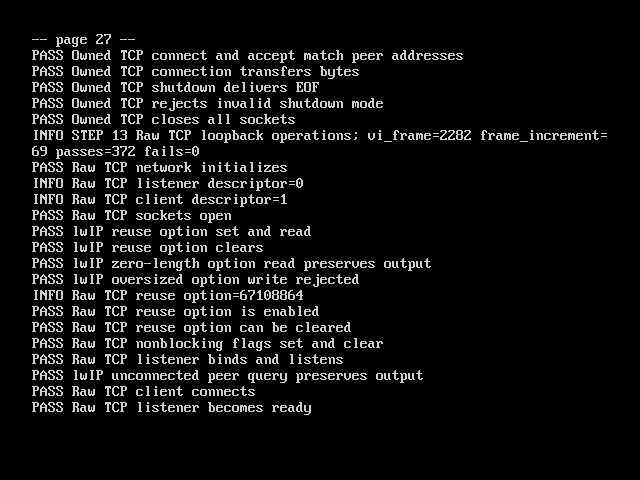 -- page 27 --
PASS Owned TCP connect and accept match peer addresses
PASS Owned TCP connection transfers bytes
PASS Owned TCP shutdown delivers EOF
PASS Owned TCP rejects invalid shutdown mode
PASS Owned TCP closes all sockets
INFO STEP 13 Raw TCP loopback operations; vi_frame=2282 frame_increment=
69 passes=372 fails=0
PASS Raw TCP network initializes
INFO Raw TCP listener descriptor=0
INFO Raw TCP client descriptor=1
PASS Raw TCP sockets open
PASS lwIP reuse option set and read
PASS lwIP reuse option clears
PASS lwIP zero-length option read preserves output
PASS lwIP oversized option write rejected
INFO Raw TCP reuse option=67108864
PASS Raw TCP reuse option is enabled
PASS Raw TCP reuse option can be cleared
PASS Raw TCP nonblocking flags set and clear
PASS Raw TCP listener binds and listens
PASS lwIP unconnected peer query preserves output
PASS Raw TCP client connects
PASS Raw TCP listener becomes ready